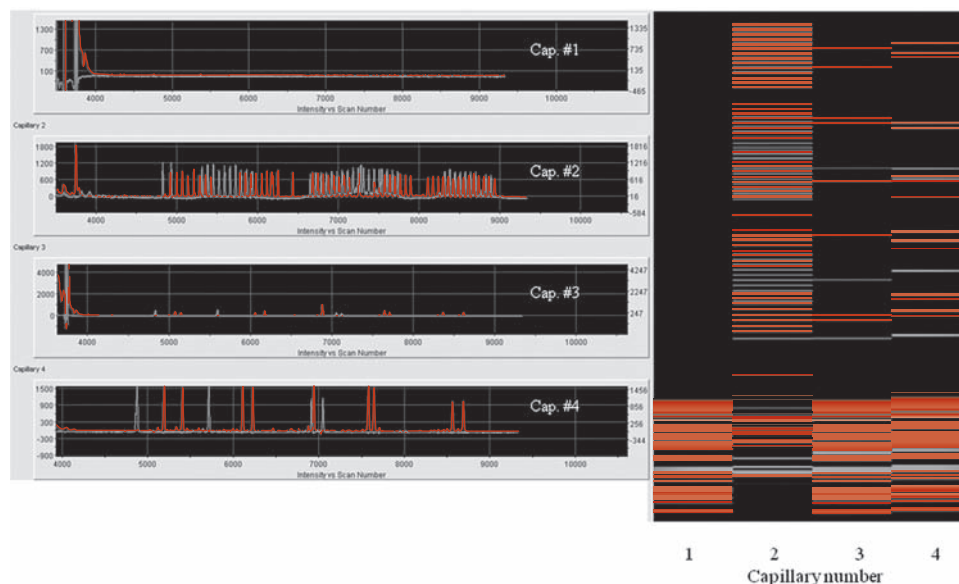 Cap. #1
1300
700
100
1335
735
135
-465
4000 5000 6000 7000 8000 9000 10000
Intensity vs Scan Number
Capillary 2
Cap. #2
1800
1200
600
0
1816
1216
616
16
-584
4000 5000 6000 7000 8000 9000 10000
Intensity vs Scan Number
Capillary 3
Cap. #3
4000
2000
0
4247
2247
247
4000 5000 6000 7000 8000 9000 10000
Intensity vs Scan Number
Capillary 4
Cap. #4
1500
900
300
-300
-900
1456
856
256
-344
4000 5000 6000 7000 8000 9000 10000
Intensity vs Scan Number
1 2 3 4
Capillary number